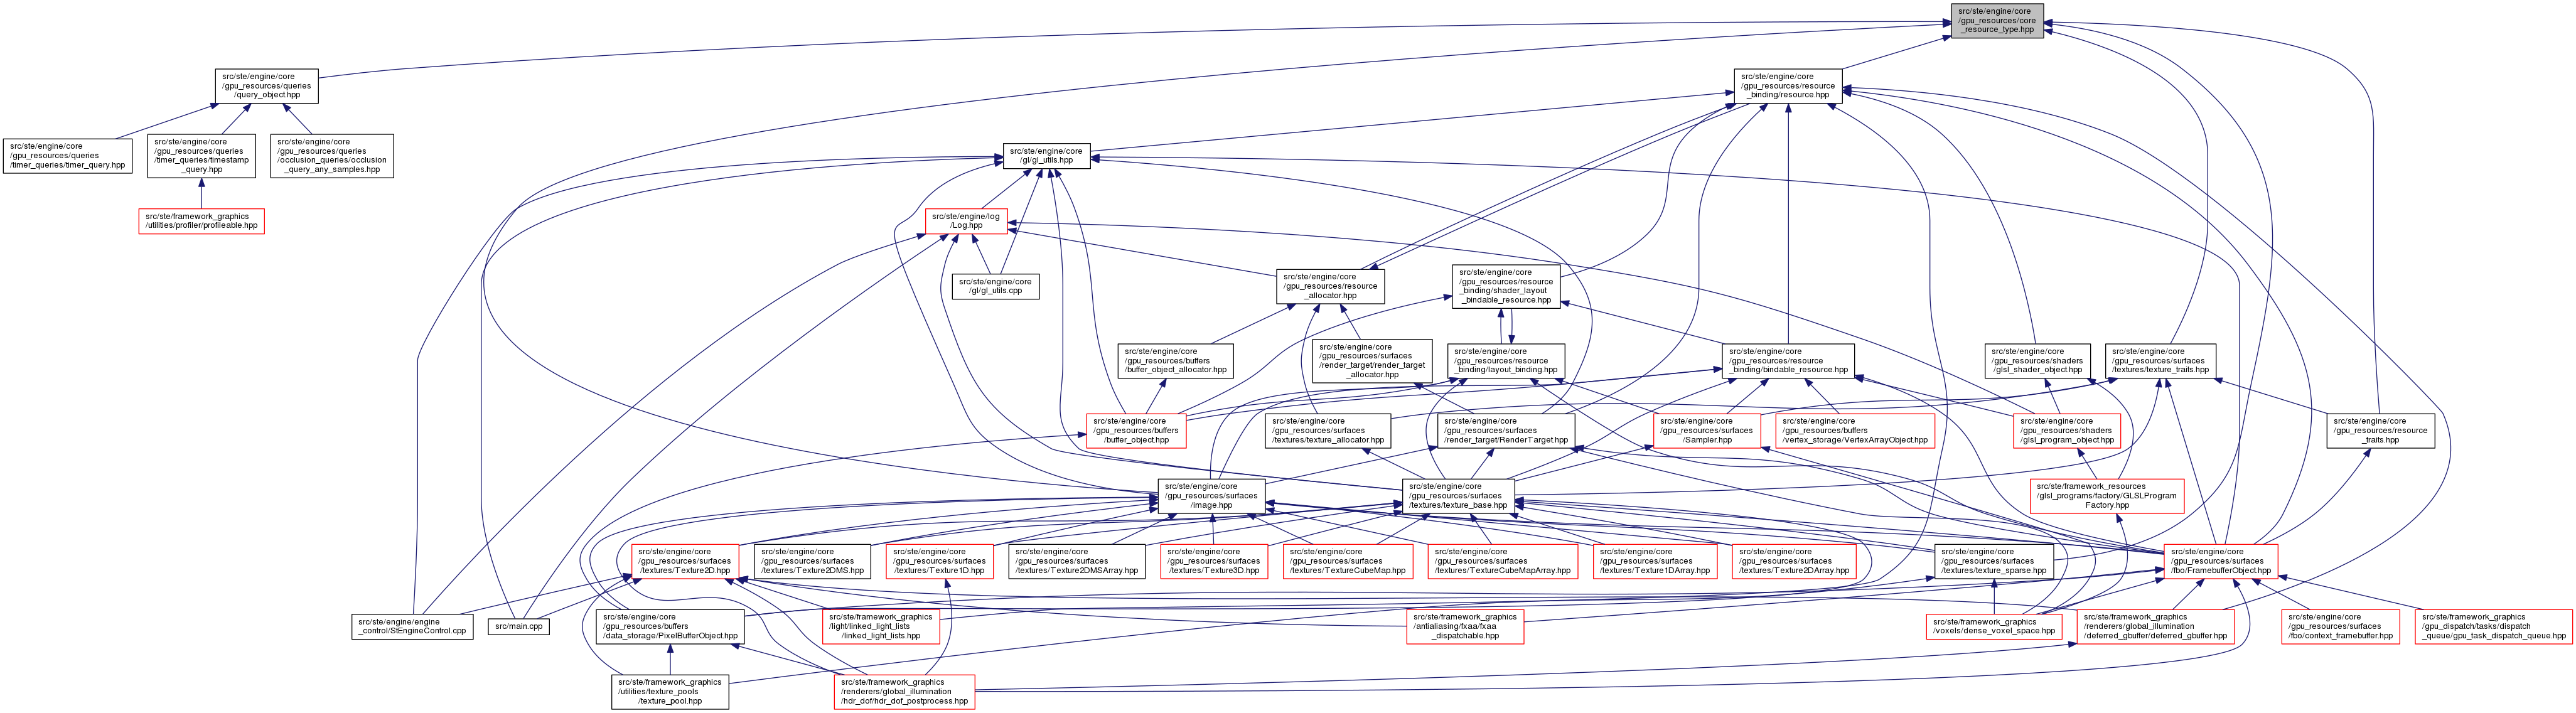 src/ste/engine/core
/gpu_resources/core
_resource_type.hpp
src/ste/engine/core
/gpu_resources/queries
/query_object.hpp
src/ste/engine/core
/gpu_resources/resource
_binding/resource.hpp
src/ste/engine/core
/gpu_resources/queries
/timer_queries/timer_query.hpp
src/ste/engine/core
/gpu_resources/queries
/timer_queries/timestamp
_query.hpp
src/ste/engine/core
/gpu_resources/queries
/occlusion_queries/occlusion
_query_any_samples.hpp
src/ste/engine/core
/gl/gl_utils.hpp
src/ste/framework_graphics
/utilities/profiler/profileable.hpp
src/ste/engine/log
/Log.hpp
src/ste/engine/core
/gl/gl_utils.cpp
src/ste/engine/core
/gpu_resources/resource
_allocator.hpp
src/ste/engine/core
/gpu_resources/resource
_binding/shader_layout
_bindable_resource.hpp
src/ste/engine/core
/gpu_resources/buffers
/buffer_object_allocator.hpp
src/ste/engine/core
/gpu_resources/surfaces
/render_target/render_target
_allocator.hpp
src/ste/engine/core
/gpu_resources/resource
_binding/layout_binding.hpp
src/ste/engine/core
/gpu_resources/resource
_binding/bindable_resource.hpp
src/ste/engine/core
/gpu_resources/shaders
/glsl_shader_object.hpp
src/ste/engine/core
/gpu_resources/surfaces
/textures/texture_traits.hpp
src/ste/engine/core
/gpu_resources/buffers
/buffer_object.hpp
src/ste/engine/core
/gpu_resources/surfaces
/textures/texture_allocator.hpp
src/ste/engine/core
/gpu_resources/surfaces
/render_target/RenderTarget.hpp
src/ste/engine/core
/gpu_resources/surfaces
/Sampler.hpp
src/ste/engine/core
/gpu_resources/buffers
/vertex_storage/VertexArrayObject.hpp
src/ste/engine/core
/gpu_resources/shaders
/glsl_program_object.hpp
src/ste/engine/core
/gpu_resources/resource
_traits.hpp
src/ste/engine/core
/gpu_resources/surfaces
/image.hpp
src/ste/engine/core
/gpu_resources/surfaces
/textures/texture_base.hpp
src/ste/framework_resources
/glsl_programs/factory/GLSLProgram
Factory.hpp
src/ste/engine/core
/gpu_resources/surfaces
/textures/Texture2D.hpp
src/ste/engine/core
/gpu_resources/surfaces
/textures/Texture2DMS.hpp
src/ste/engine/core
/gpu_resources/surfaces
/textures/Texture1D.hpp
src/ste/engine/core
/gpu_resources/surfaces
/textures/Texture2DMSArray.hpp
src/ste/engine/core
/gpu_resources/surfaces
/textures/Texture3D.hpp
src/ste/engine/core
/gpu_resources/surfaces
/textures/TextureCubeMap.hpp
src/ste/engine/core
/gpu_resources/surfaces
/textures/TextureCubeMapArray.hpp
src/ste/engine/core
/gpu_resources/surfaces
/textures/Texture1DArray.hpp
src/ste/engine/core
/gpu_resources/surfaces
/textures/Texture2DArray.hpp
src/ste/engine/core
/gpu_resources/surfaces
/textures/texture_sparse.hpp
src/ste/engine/core
/gpu_resources/surfaces
/fbo/FramebufferObject.hpp
src/ste/engine/engine
_control/StEngineControl.cpp
src/main.cpp
src/ste/engine/core
/gpu_resources/buffers
/data_storage/PixelBufferObject.hpp
src/ste/framework_graphics
/light/linked_light_lists
/linked_light_lists.hpp
src/ste/framework_graphics
/antialiasing/fxaa/fxaa
_dispatchable.hpp
src/ste/framework_graphics
/voxels/dense_voxel_space.hpp
src/ste/framework_graphics
/renderers/global_illumination
/deferred_gbuffer/deferred_gbuffer.hpp
src/ste/engine/core
/gpu_resources/surfaces
/fbo/context_framebuffer.hpp
src/ste/framework_graphics
/gpu_dispatch/tasks/dispatch
_queue/gpu_task_dispatch_queue.hpp
src/ste/framework_graphics
/utilities/texture_pools
/texture_pool.hpp
src/ste/framework_graphics
/renderers/global_illumination
/hdr_dof/hdr_dof_postprocess.hpp